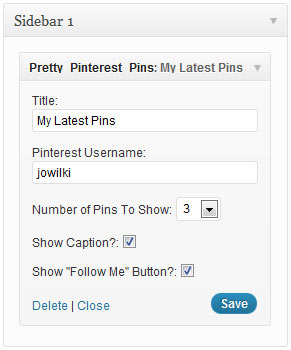 Sidebar 1
Pretty Pinterest Pins: My Latest Pins
Title:
My Latest Pins
Pinterest Username:
jowilki
Number of Pins To Show: 3
Show Caption?:
Show "Follow Me" Button?:
Delete | Close Save